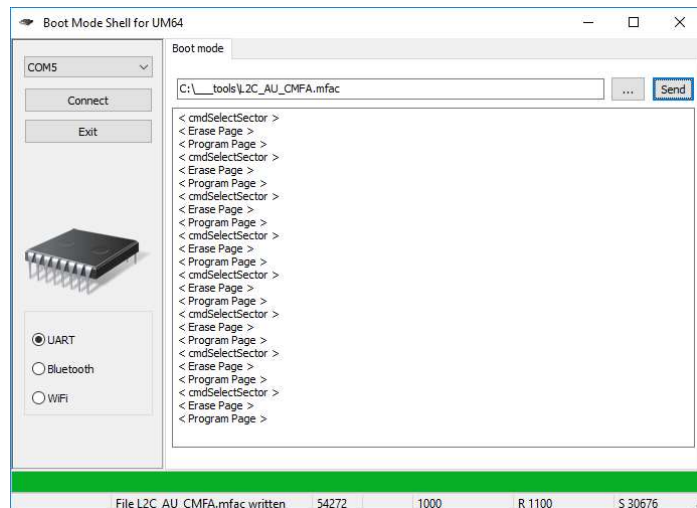 Boot Mode Shell for UM64
COM5
Connect
Exit
UART
Bluetooth
WiFi
Boot mode
C:\___tools\L2C_AU_CMFA.mfac
...
Send
< cmdSelectSector >
< Erase Page >
< Program Page >
< cmdSelectSector >
< Erase Page >
< Program Page >
< cmdSelectSector >
< Erase Page >
< Program Page >
< cmdSelectSector >
< Erase Page >
< Program Page >
< cmdSelectSector >
< Erase Page >
< Program Page >
< cmdSelectSector >
< Erase Page >
< Program Page >
< cmdSelectSector >
< Erase Page >
< Program Page >
< cmdSelectSector >
< Erase Page >
< Program Page >
File L2C_AU_CMFA.mfac written 54272 1000 R 1100 S 30676